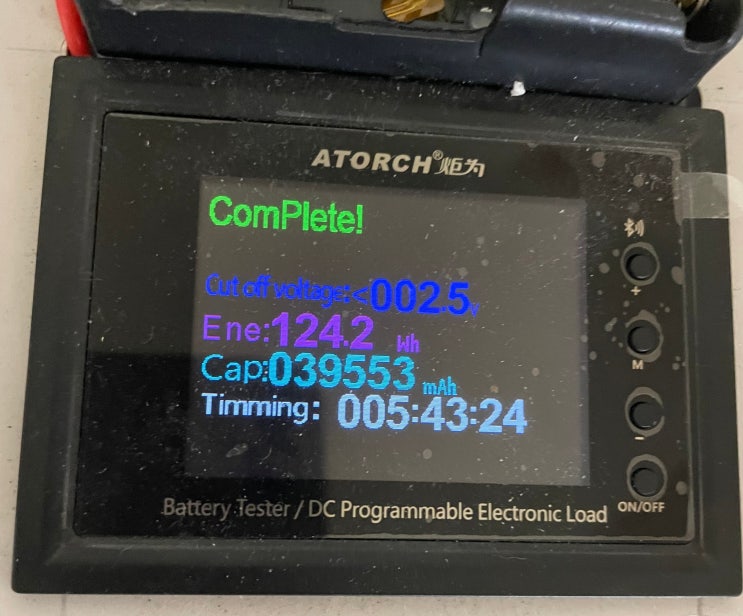 ATORCH®炬为
ComPlete!
Cut off voltage:<002.5v
Ene:124.2 Wh
Cap:039553 mAh
Timming: 005:43:24
+
M
-
ON/OFF
Battery Tester / DC Programmable Electronic Load